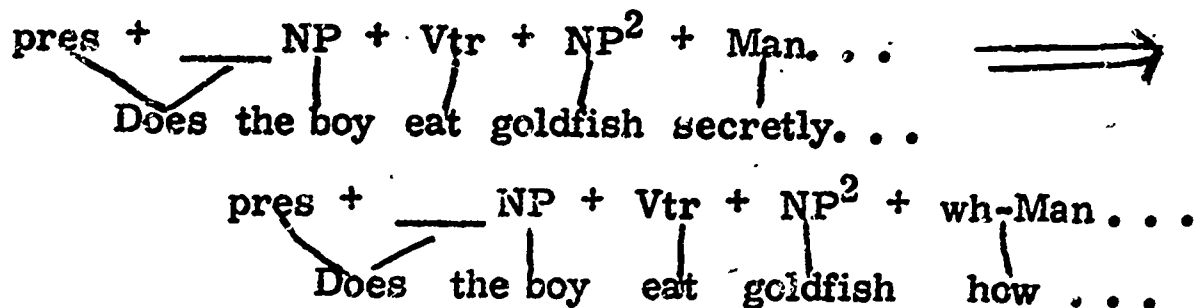 pres + ___ NP + Vtr + NP² + Man. . . ⟹
Does the boy eat goldfish secretly. . .
pres + ___ NP + Vtr + NP² + wh-Man . . .
Does the boy eat goldfish how . . .